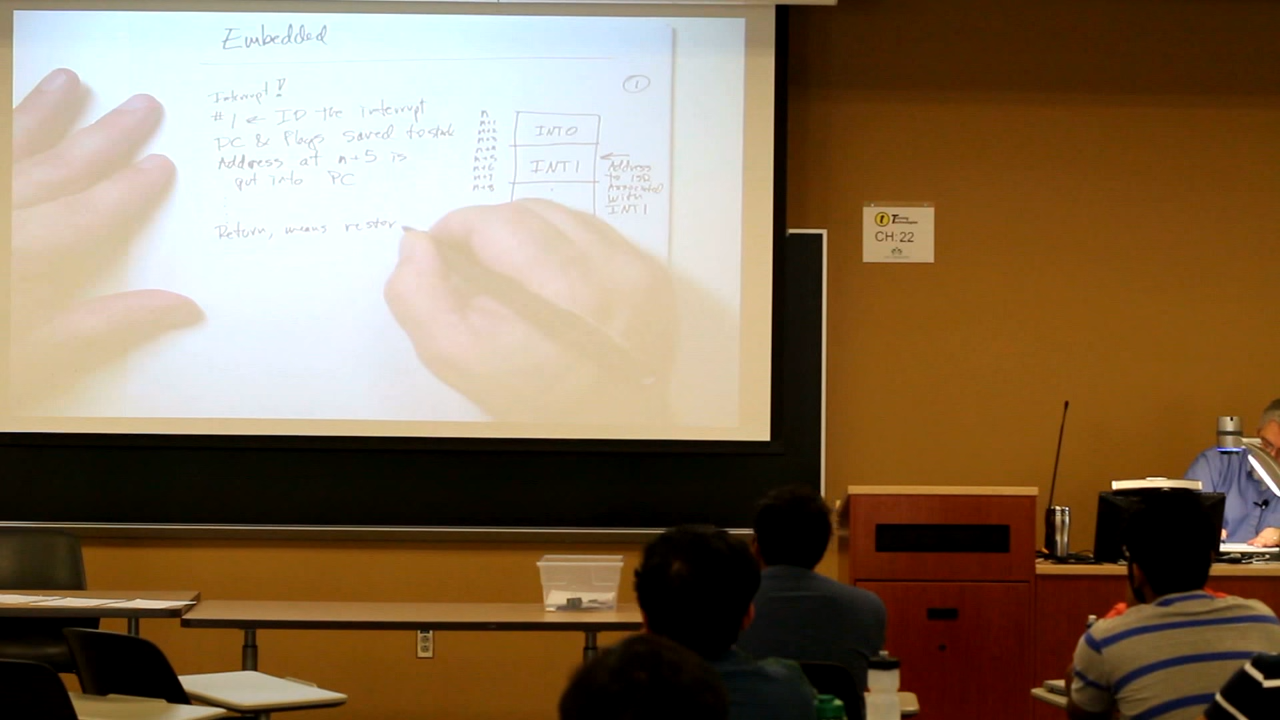 Embedded
1
Interrupt!
#1 ← ID the interrupt
PC & Flags saved to stack
Address at n+5 is
put into PC
Return, means restor
n
n+1
n+2
n+3
n+4
n+5
n+6
n+7
n+8
INT0
INT1
← Address
to ISR
Associated
with
INT1
Training
Technologies
CH:22